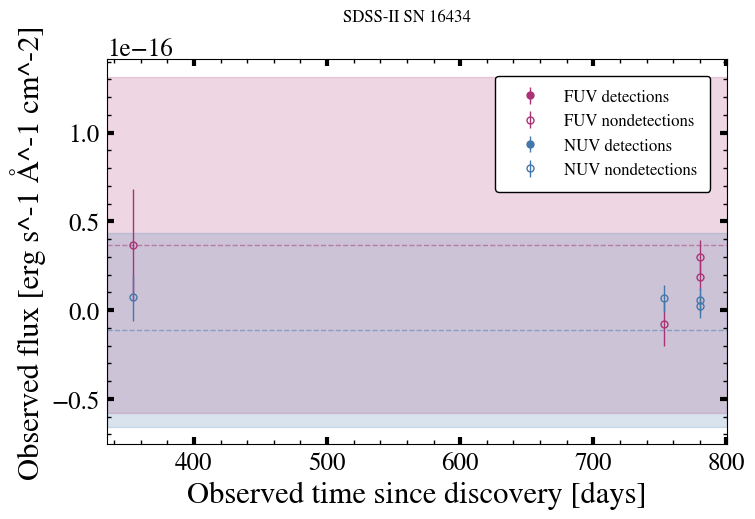 SDSS-II SN 16434
1e−16
FUV detections
FUV nondetections
NUV detections
NUV nondetections
1.0
0.5
0.0
−0.5
400 500 600 700 800
Observed time since discovery [days]
Observed flux [erg s^-1 Å^-1 cm^-2]